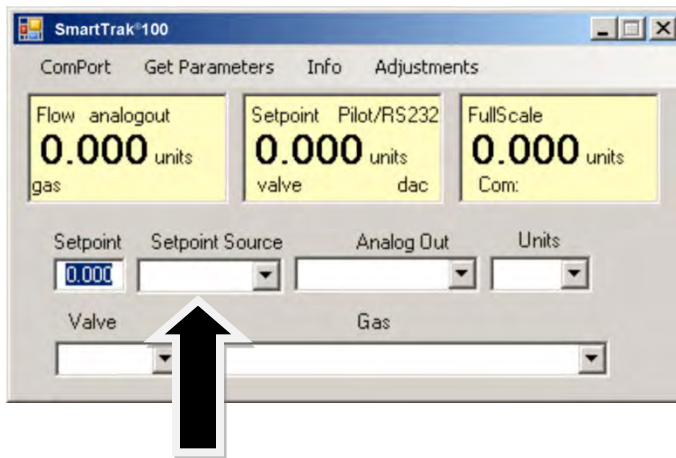 SmartTrak®100
ComPort Get Parameters Info Adjustments
Flow analogout
0.000 units
gas
Setpoint Pilot/RS232
0.000 units
valve dac
FullScale
0.000 units
Com:
Setpoint Setpoint Source Analog Out Units
0.000
Valve Gas